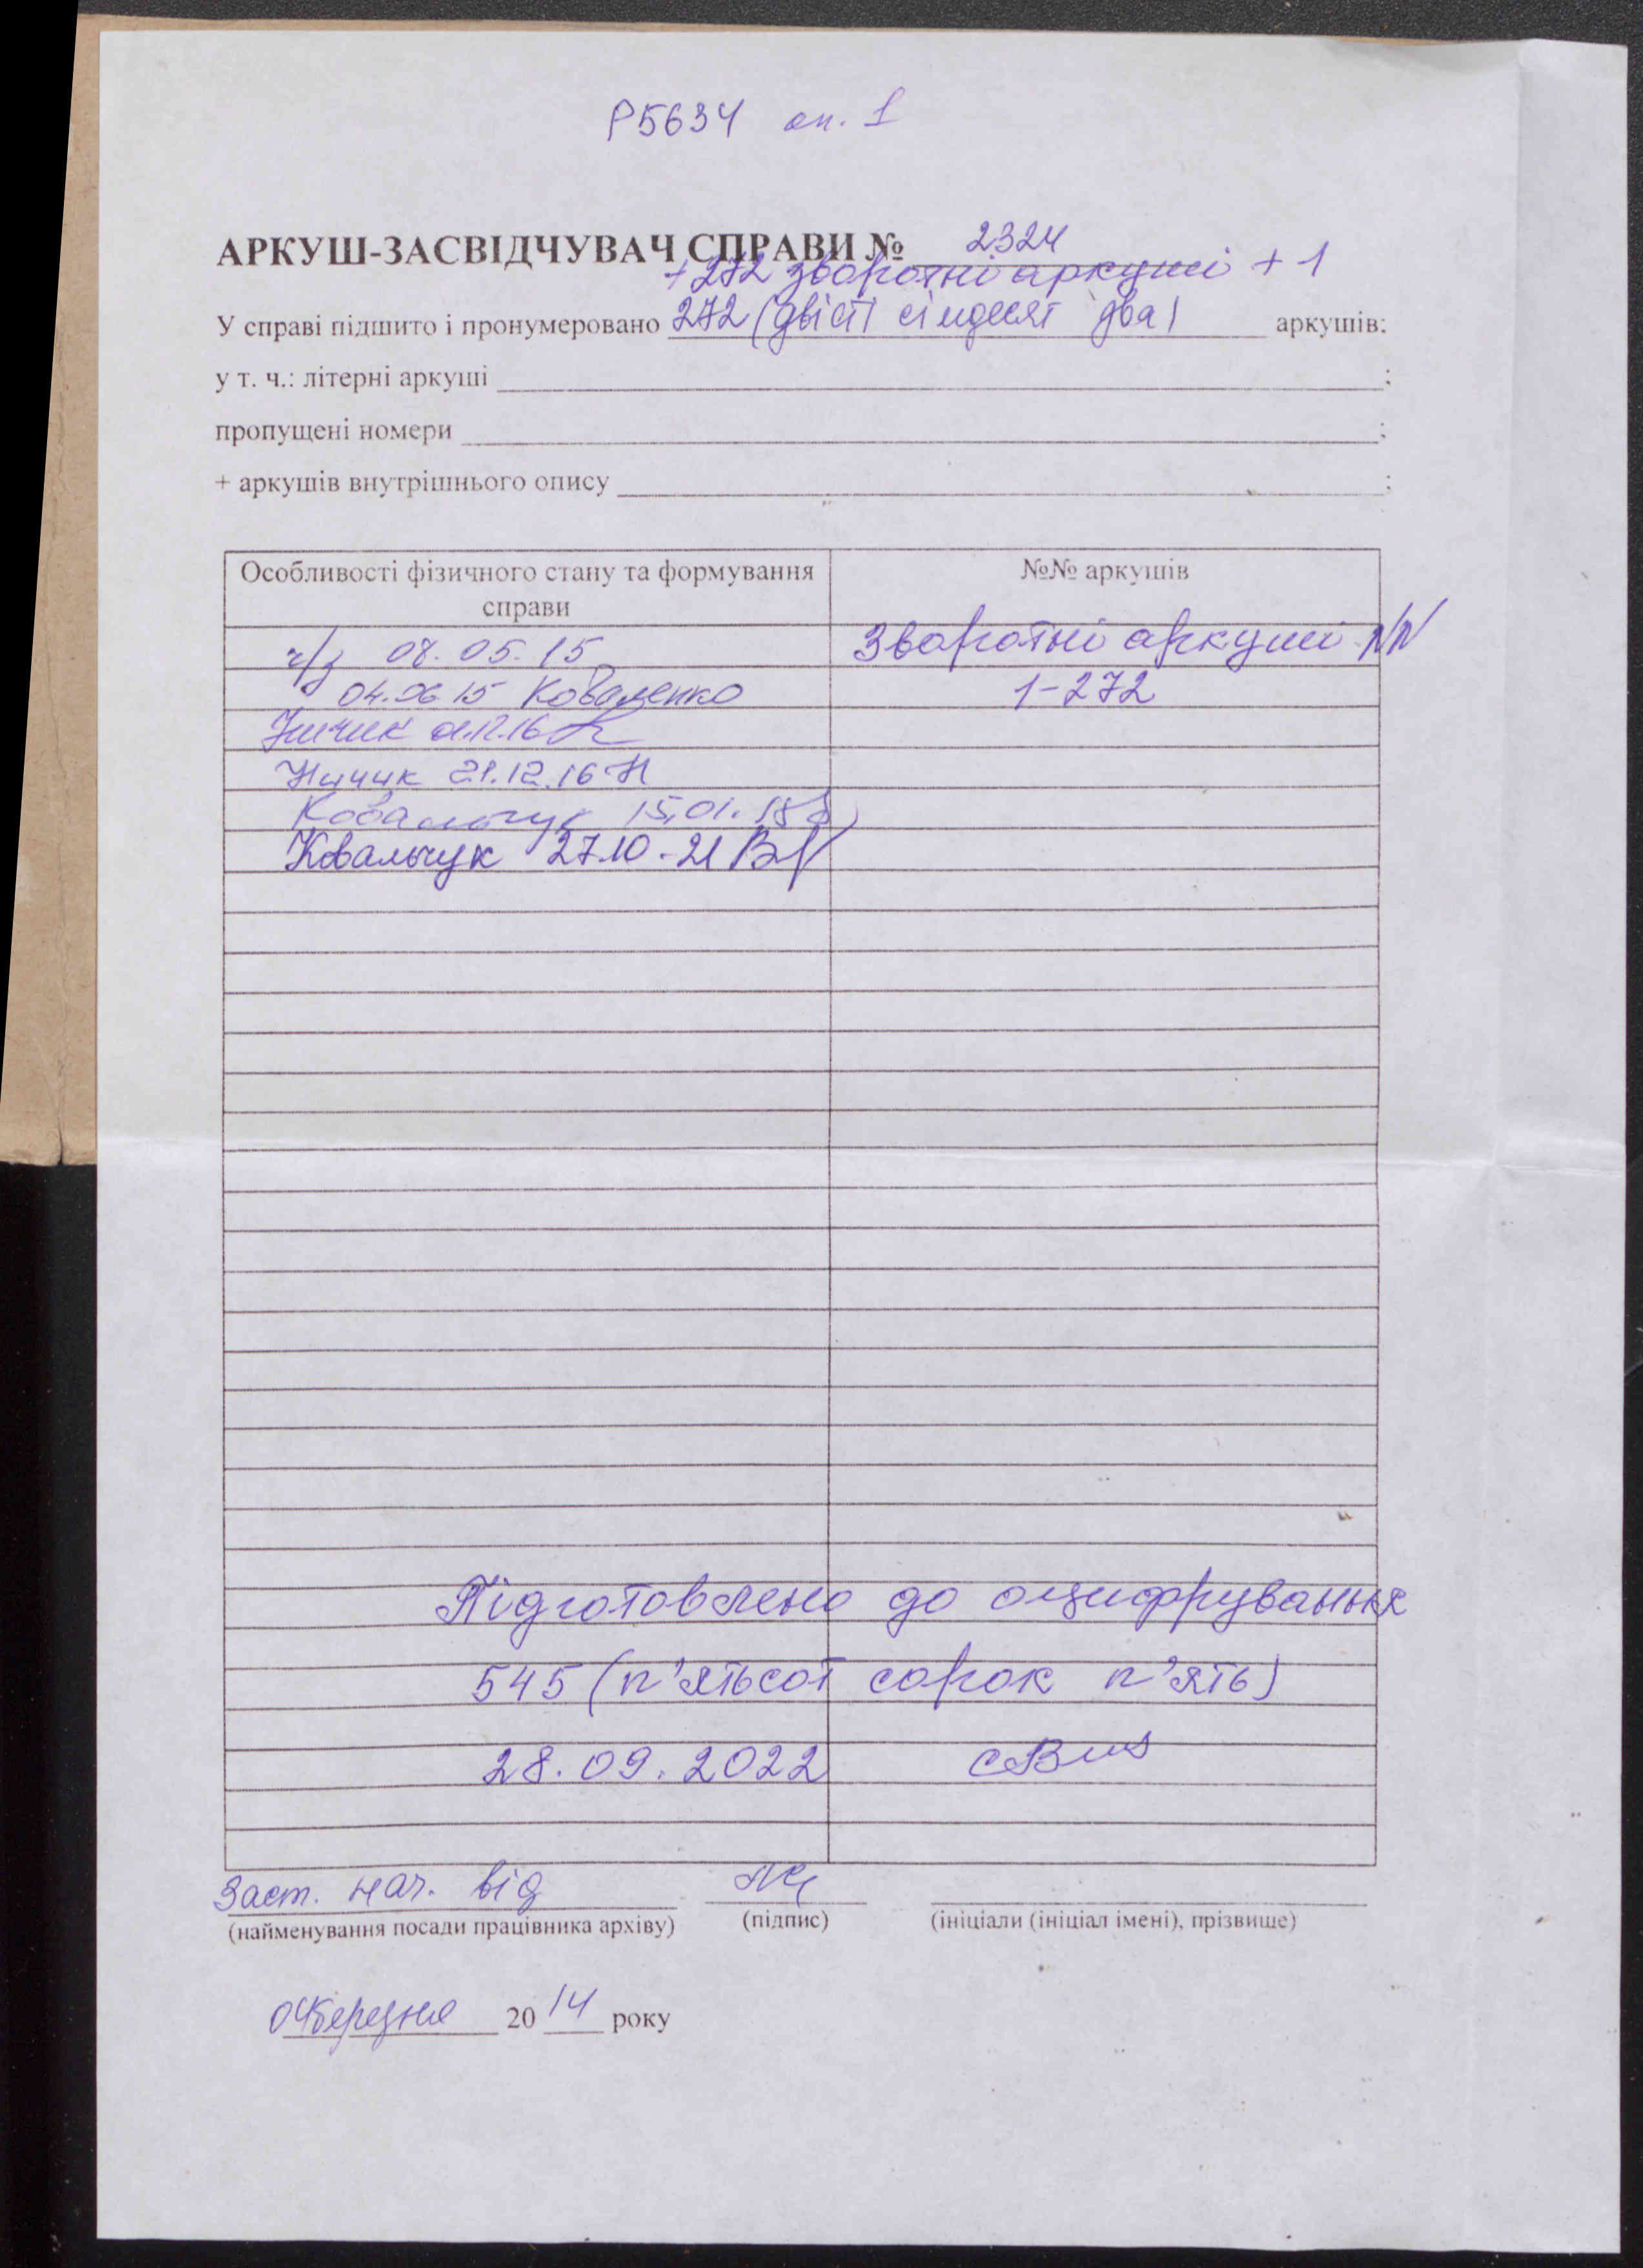 Р5634 оп. 1
АРКУШ-ЗАСВІДЧУВАЧ СПРАВИ № 2324
+ 272 зворотні аркуші + 1
У справі підшито і пронумеровано 272 (двісті сімдесят два) аркушів;
у т. ч.: літерні аркуші ;
пропущені номери ;
+ аркушів внутрішнього опису ;
Особливості фізичного стану та формування справи
№№ аркушів
ч/з 08.05.15
Зворотні аркуші NN
04.06.15 Коваленко
1-272
Ничик 21.12.16
Ковальчук 15.01.18
Ковальчук 27.10-21
Підготовлено до оцифрування
545 (п'ятьсот сорок п'ять)
28.09.2022
Заст. нач. від
(найменування посади працівника архіву) (підпис) (ініціали (ініціал імені), прізвище)
04 березня 2014 року